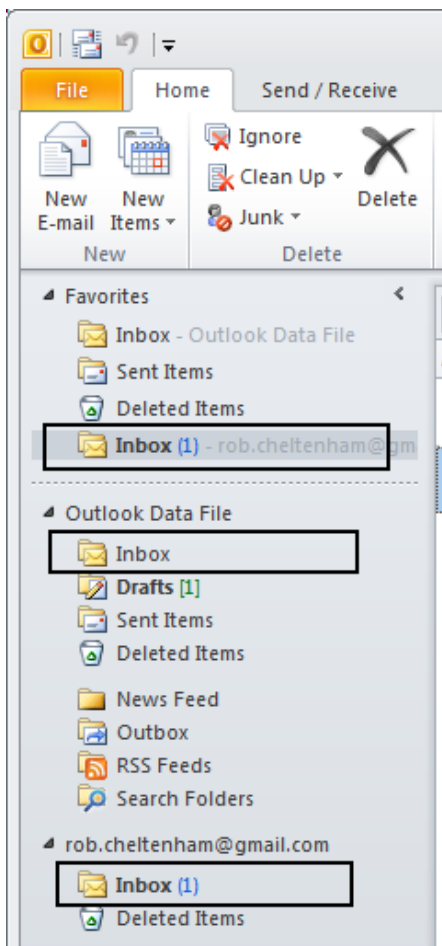 File Home Send / Receive
Ignore
Clean Up
Junk
New E-mail
New Items
Delete
New Delete
Favorites
Inbox - Outlook Data File
Sent Items
Deleted Items
Inbox (1) - rob.cheltenham@gm
Outlook Data File
Inbox
Drafts [1]
Sent Items
Deleted Items
News Feed
Outbox
RSS Feeds
Search Folders
rob.cheltenham@gmail.com
Inbox (1)
Deleted Items